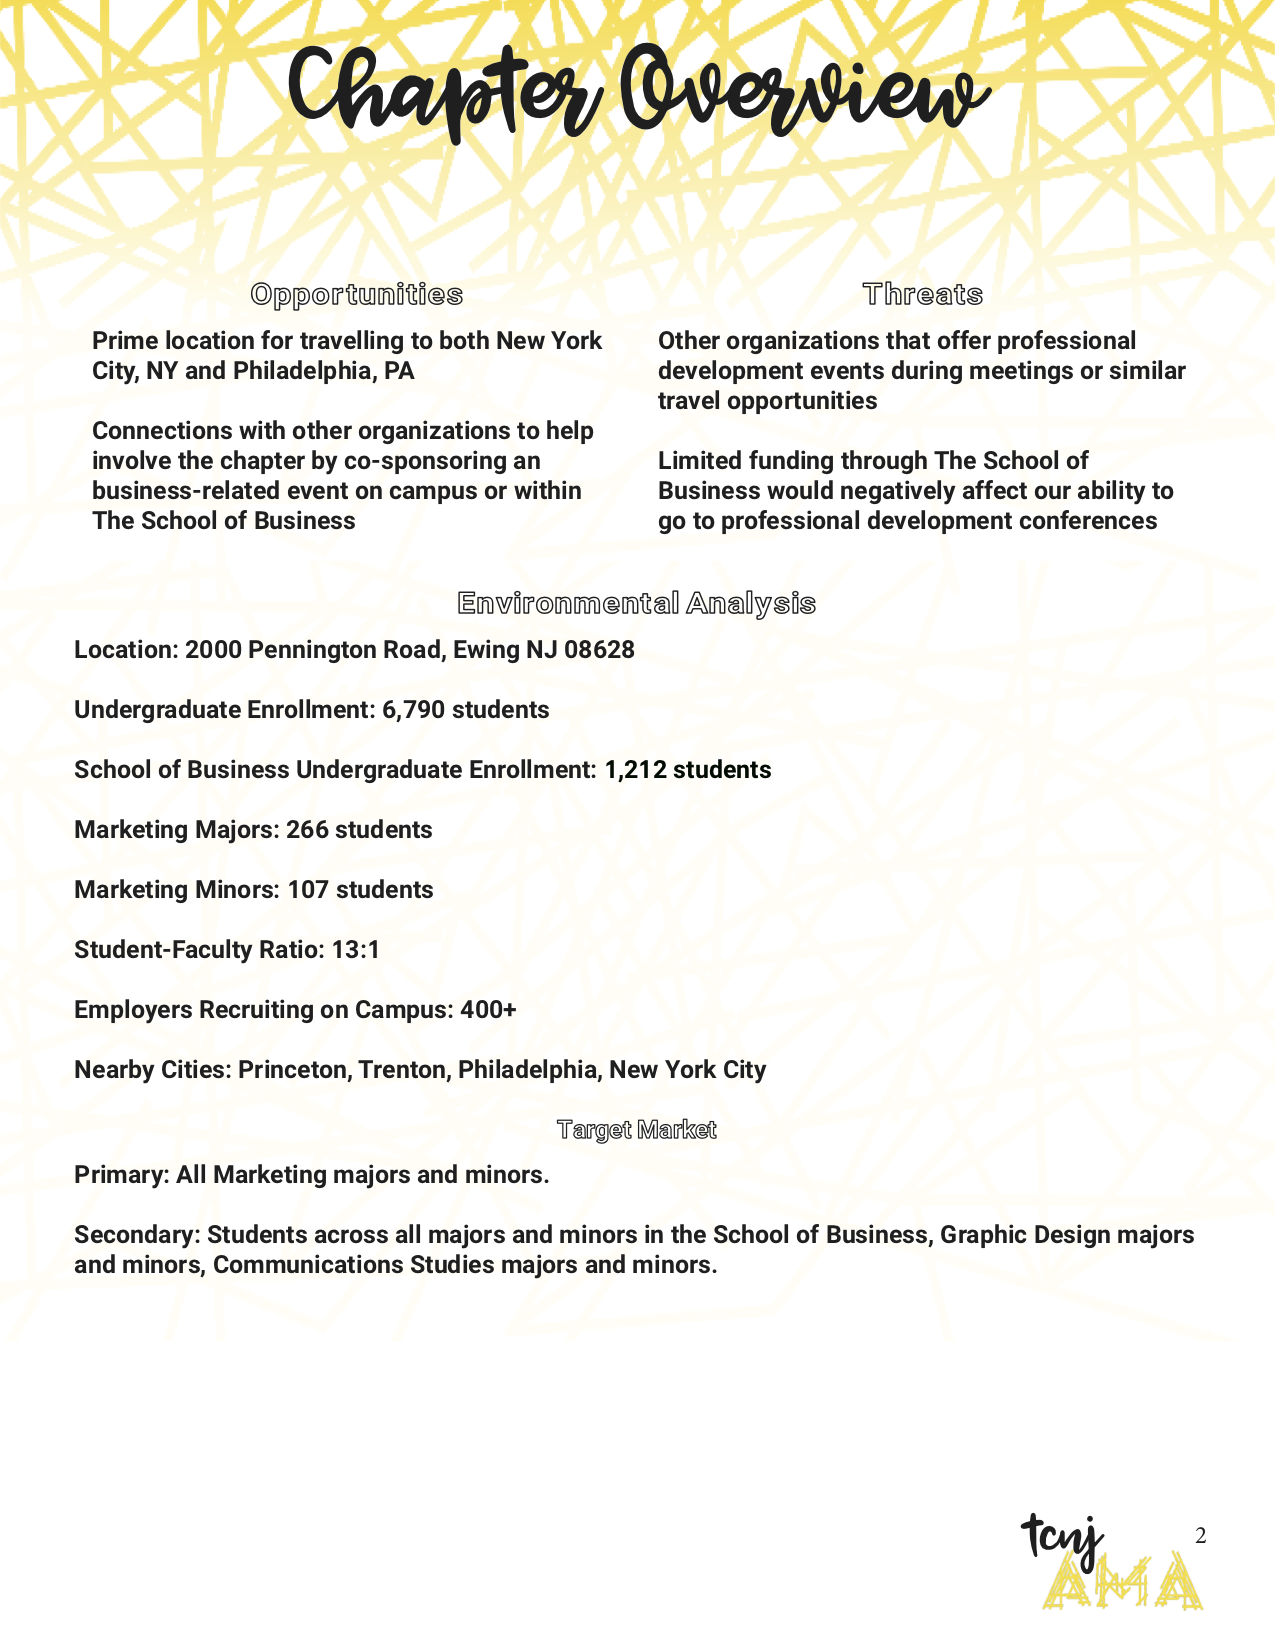 Chapter Overview
Opportunities
Prime location for travelling to both New York
City, NY and Philadelphia, PA
Connections with other organizations to help
involve the chapter by co-sponsoring an
business-related event on campus or within
The School of Business
Threats
Other organizations that offer professional
development events during meetings or similar
travel opportunities
Limited funding through The School of
Business would negatively affect our ability to
go to professional development conferences
Environmental Analysis
Location: 2000 Pennington Road, Ewing NJ 08628
Undergraduate Enrollment: 6,790 students
School of Business Undergraduate Enrollment: 1,212 students
Marketing Majors: 266 students
Marketing Minors: 107 students
Student-Faculty Ratio: 13:1
Employers Recruiting on Campus: 400+
Nearby Cities: Princeton, Trenton, Philadelphia, New York City
Target Market
Primary: All Marketing majors and minors.
Secondary: Students across all majors and minors in the School of Business, Graphic Design majors
and minors, Communications Studies majors and minors.
tcnj
AMA
2